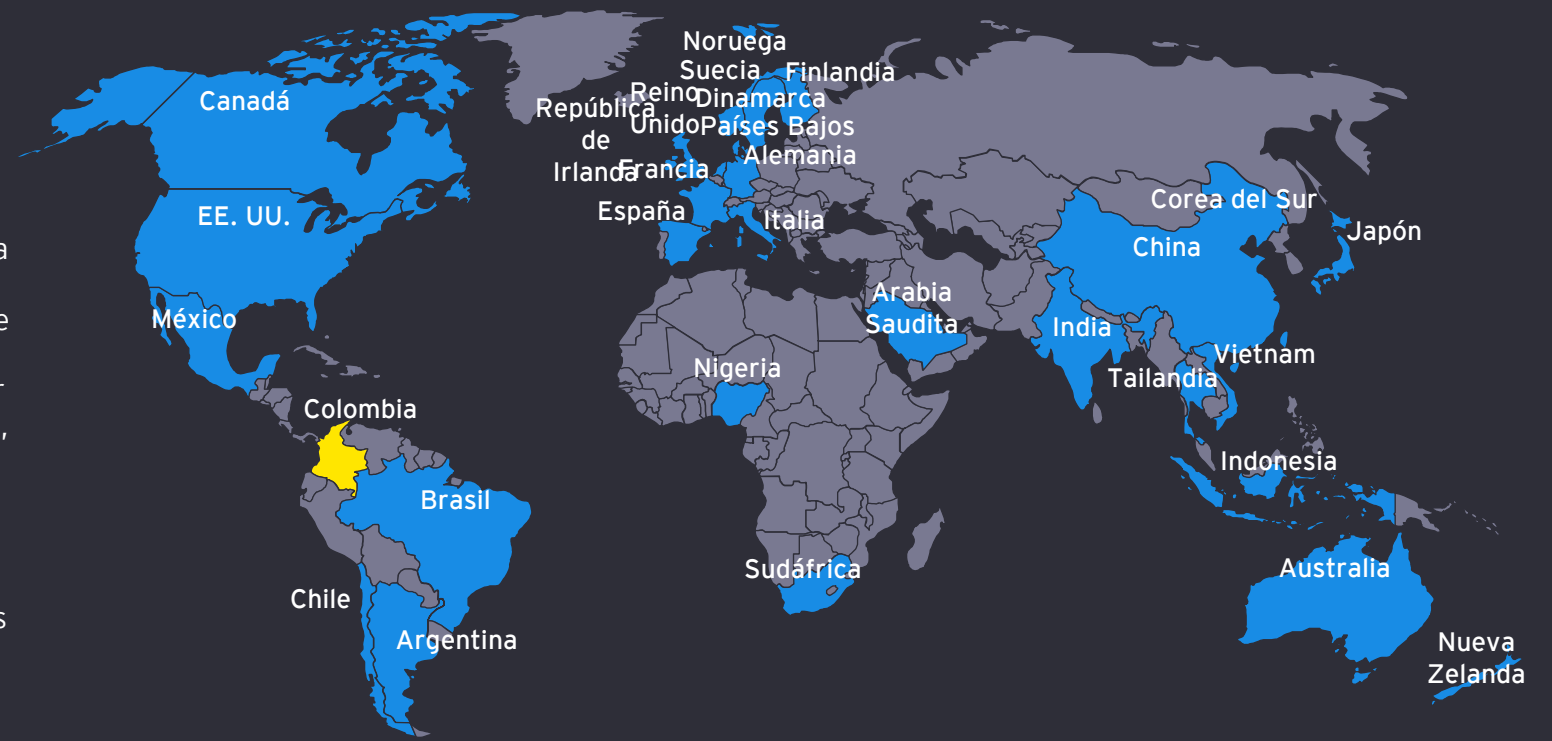 Noruega
Suecia
Finlandia
Reino
Unido
Dinamarca
República
de
Irlanda
Países Bajos
Alemania
Francia
España
Italia
Canadá
EE. UU.
México
Colombia
Brasil
Chile
Argentina
Nigeria
Sudáfrica
Arabia
Saudita
India
China
Corea del Sur
Japón
Vietnam
Tailandia
Indonesia
Australia
Nueva
Zelanda